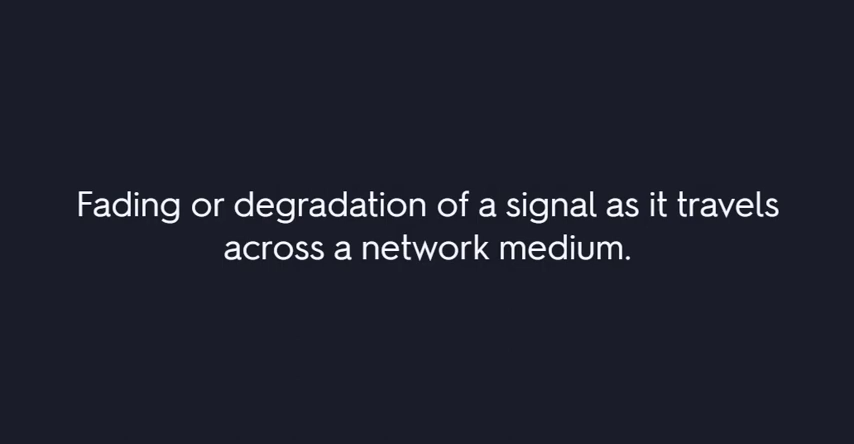 Fading or degradation of a signal as it travels
across a network medium.